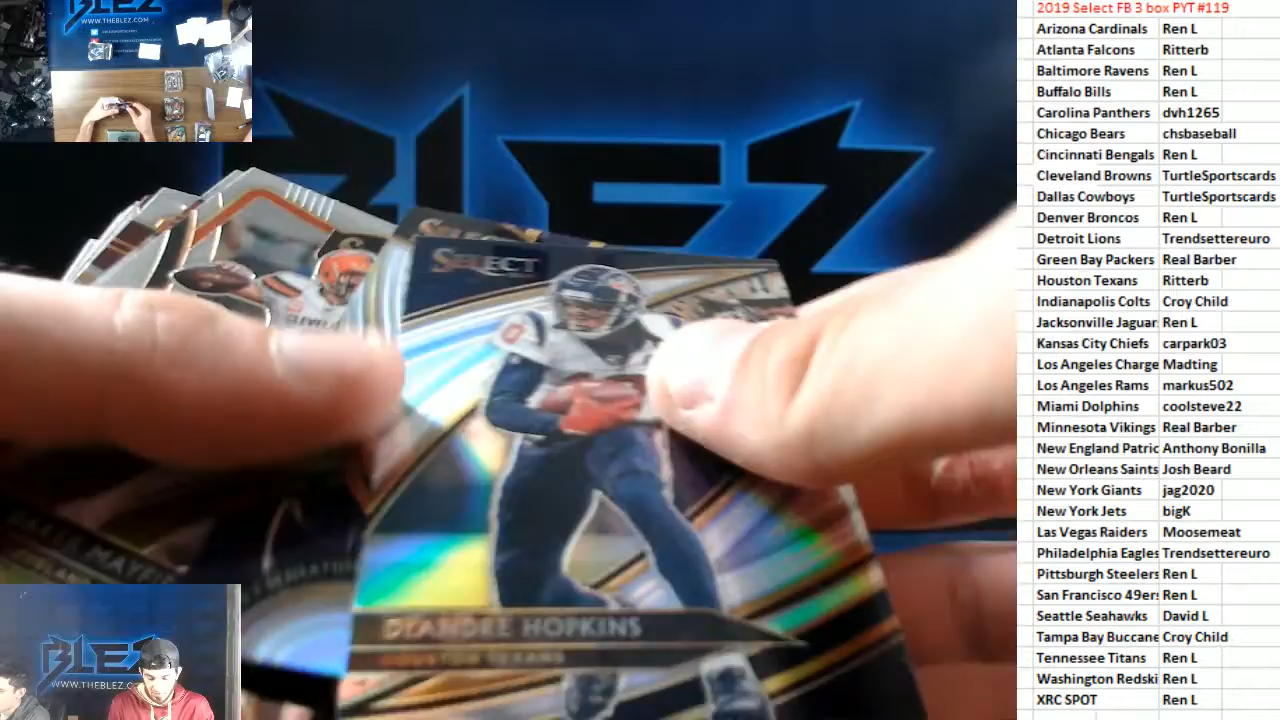 BLEZ
WWW.THEBLEZ.COM
SELECT
SELECT
DEANDRE HOPKINS
BLEZ
WWW.THEBLEZ.COM
2019 Select FB 3 box PYT #119
Arizona Cardinals Ren L
Atlanta Falcons Ritterb
Baltimore Ravens Ren L
Buffalo Bills Ren L
Carolina Panthers dvh1265
Chicago Bears chsbaseball
Cincinnati Bengals Ren L
Cleveland Browns TurtleSportscards
Dallas Cowboys TurtleSportscards
Denver Broncos Ren L
Detroit Lions Trendsettereuro
Green Bay Packers Real Barber
Houston Texans Ritterb
Indianapolis Colts Croy Child
Jacksonville Jaguar Ren L
Kansas City Chiefs carpark03
Los Angeles Charge Madting
Los Angeles Rams markus502
Miami Dolphins coolsteve22
Minnesota Vikings Real Barber
New England Patric Anthony Bonilla
New Orleans Saints Josh Beard
New York Giants jag2020
New York Jets bigK
Las Vegas Raiders Moosemeat
Philadelphia Eagles Trendsettereuro
Pittsburgh Steelers Ren L
San Francisco 49ers Ren L
Seattle Seahawks David L
Tampa Bay Buccane Croy Child
Tennessee Titans Ren L
Washington Redski Ren L
XRC SPOT Ren L